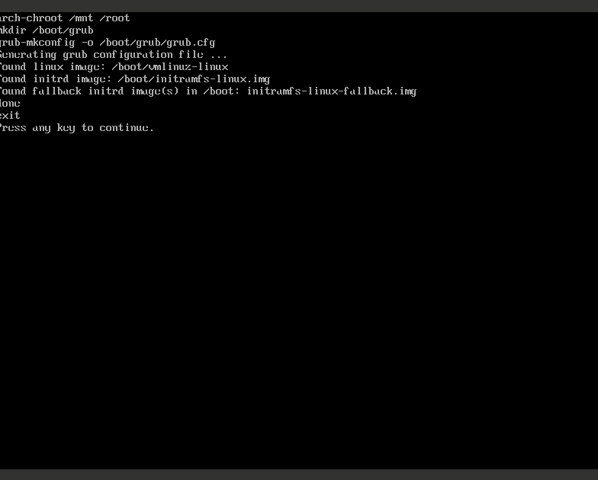 arch-chroot /mnt /root
mkdir /boot/grub
grub-mkconfig -o /boot/grub/grub.cfg
Generating grub configuration file ...
Found linux image: /boot/vmlinuz-linux
Found initrd image: /boot/initramfs-linux.img
Found fallback initrd image(s) in /boot: initramfs-linux-fallback.img
done
exit
Press any key to continue.